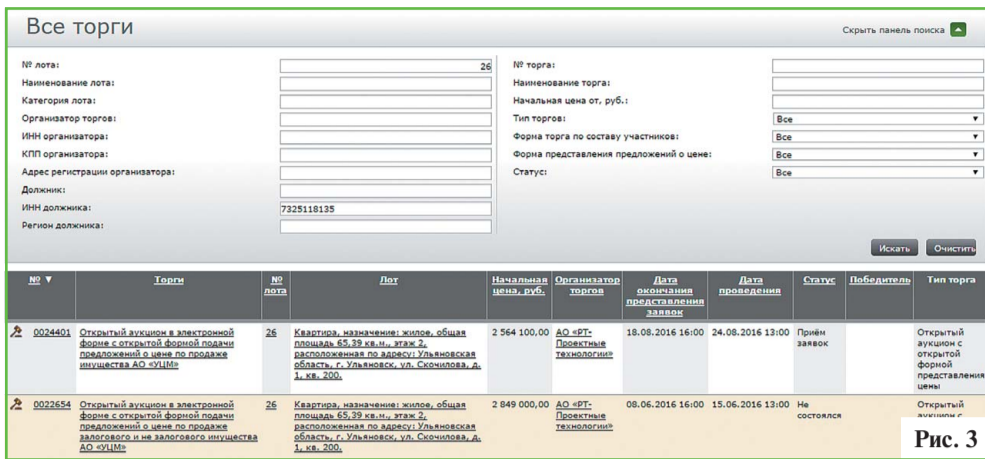 Все торги
Скрыть панель поиска
№ лота: 26
Наименование лота:
Категория лота:
Организатор торгов:
ИНН организатора:
КПП организатора:
Адрес регистрации организатора:
Должник:
ИНН должника: 7325118135
Регион должника:
№ торга:
Наименование торга:
Начальная цена от, руб.:
Тип торгов: Все
Форма торга по составу участников: Все
Форма представления предложений о цене: Все
Статус: Все
Искать Очистить
№ ▼
Торги
№
лота
Лот
Начальная
цена, руб.
Организатор
торгов
Дата
окончания
представления
заявок
Дата
проведения
Статус
Победитель
Тип торга
0024401
Открытый аукцион в электронной
форме с открытой формой подачи
предложений о цене по продаже
имущества АО «УЦМ»
26
Квартира, назначение: жилое, общая
площадь 65,39 кв.м., этаж 2,
расположенная по адресу: Ульяновская
область, г. Ульяновск, ул. Скочилова, д.
1, кв. 200.
2 564 100,00
АО «РТ-
Проектные
технологии»
18.08.2016 16:00
24.08.2016 13:00
Приём
заявок
Открытый
аукцион с
открытой
формой
представления
цены
0022654
Открытый аукцион в электронной
форме с открытой формой подачи
предложений о цене по продаже
залогового и не залогового имущества
АО «УЦМ»
26
Квартира, назначение: жилое, общая
площадь 65,39 кв.м., этаж 2,
расположенная по адресу: Ульяновская
область, г. Ульяновск, ул. Скочилова, д.
1, кв. 200.
2 849 000,00
АО «РТ-
Проектные
технологии»
08.06.2016 16:00
15.06.2016 13:00
Не
состоялся
Открытый
аукцион с
Рис. 3